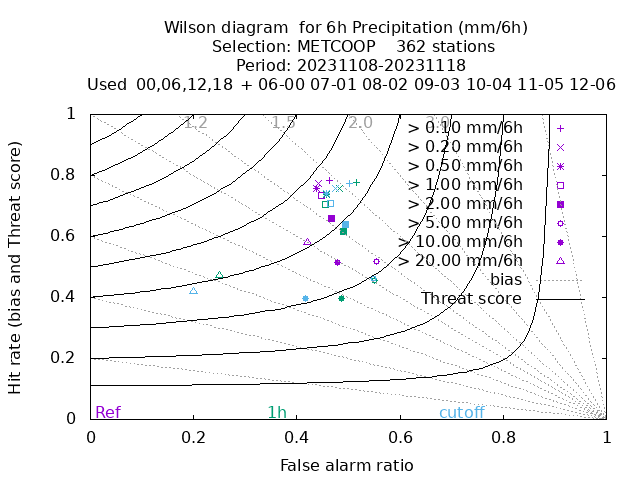 Wilson diagram  for 6h Precipitation (mm/6h)
Selection: METCOOP    362 stations
Period: 20231108-20231118
Used  00,06,12,18  + 06-00 07-01 08-02 09-03 10-04 11-05 12-06
1.2 1.5 2.0 3.0
> 0.10 mm/6h
> 0.20 mm/6h
> 0.50 mm/6h
> 1.00 mm/6h
> 2.00 mm/6h
> 5.00 mm/6h
> 10.00 mm/6h
> 20.00 mm/6h
bias
Threat score
Hit rate (bias and Threat score)
1
0.8
0.6
0.4
0.2
0
Ref 1h cutoff
0 0.2 0.4 0.6 0.8 1
False alarm ratio